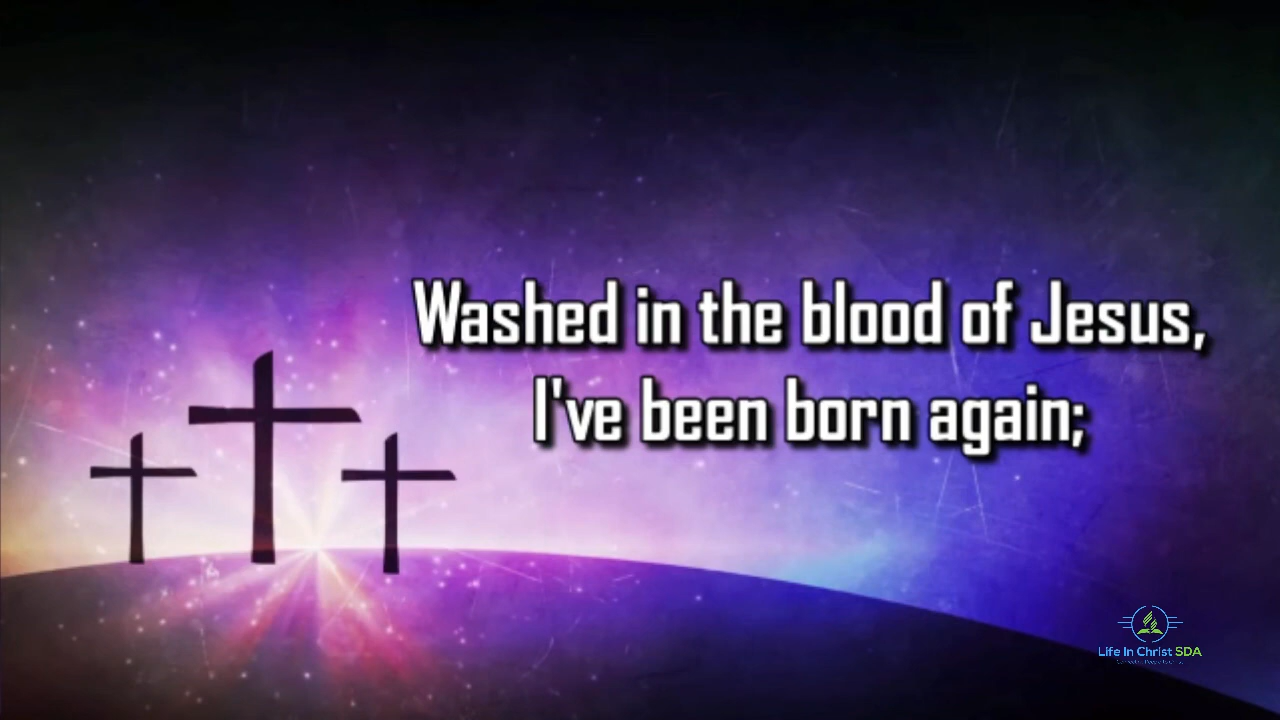 Washed in the blood of Jesus,
I've been born again;
Life In Christ SDA